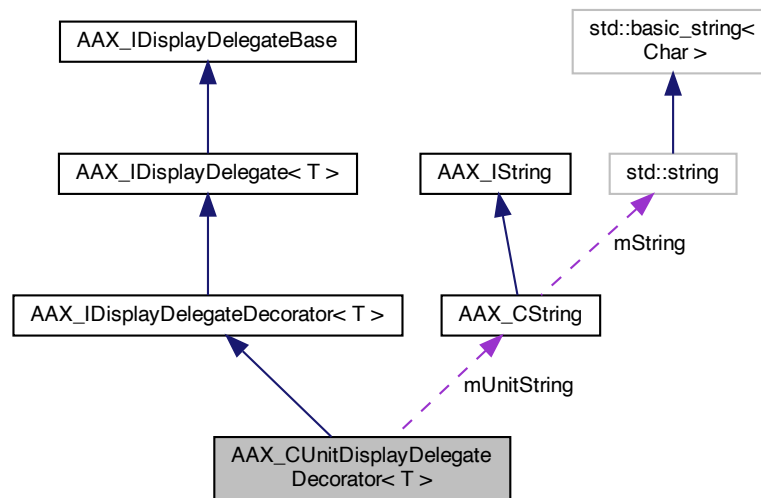 AAX_IDisplayDelegateBase
std::basic_string<
Char >
AAX_IDisplayDelegate< T >
AAX_IString
std::string
mString
AAX_IDisplayDelegateDecorator< T >
AAX_CString
mUnitString
AAX_CUnitDisplayDelegate
Decorator< T >